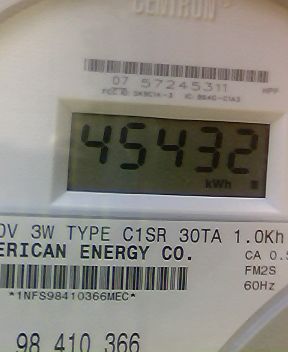 CENTRON
07 57245311
HPP
45432
kWh
0V 3W TYPE C1SR 30TA 1.0Kh
ERICAN ENERGY CO.
CA 0.5
FM2S
*1NFS98410366MEC*
60Hz
98 410 366